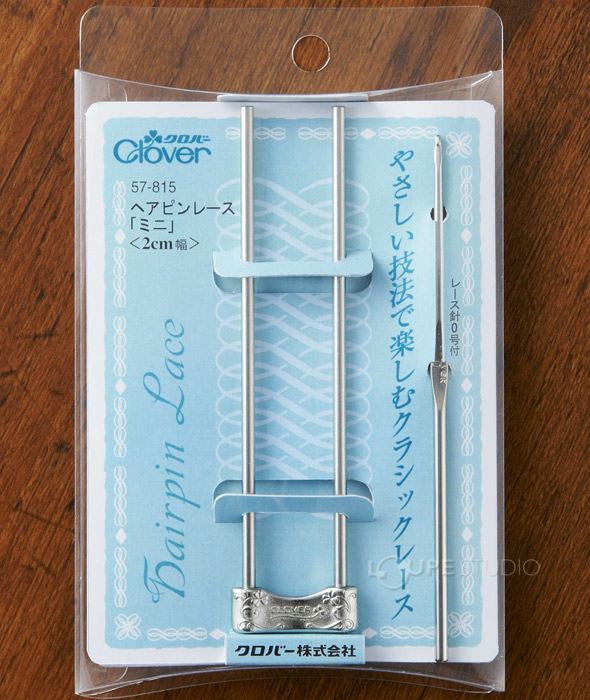 クロバー
Clover
57-815
ヘアピンレース
「ミニ」
<2cm幅>
やさしい技法で楽しむクラシックレース
レース針0号付
Hairpin Lace
CLOVER
クロバー株式会社
LOUPE STUDIO